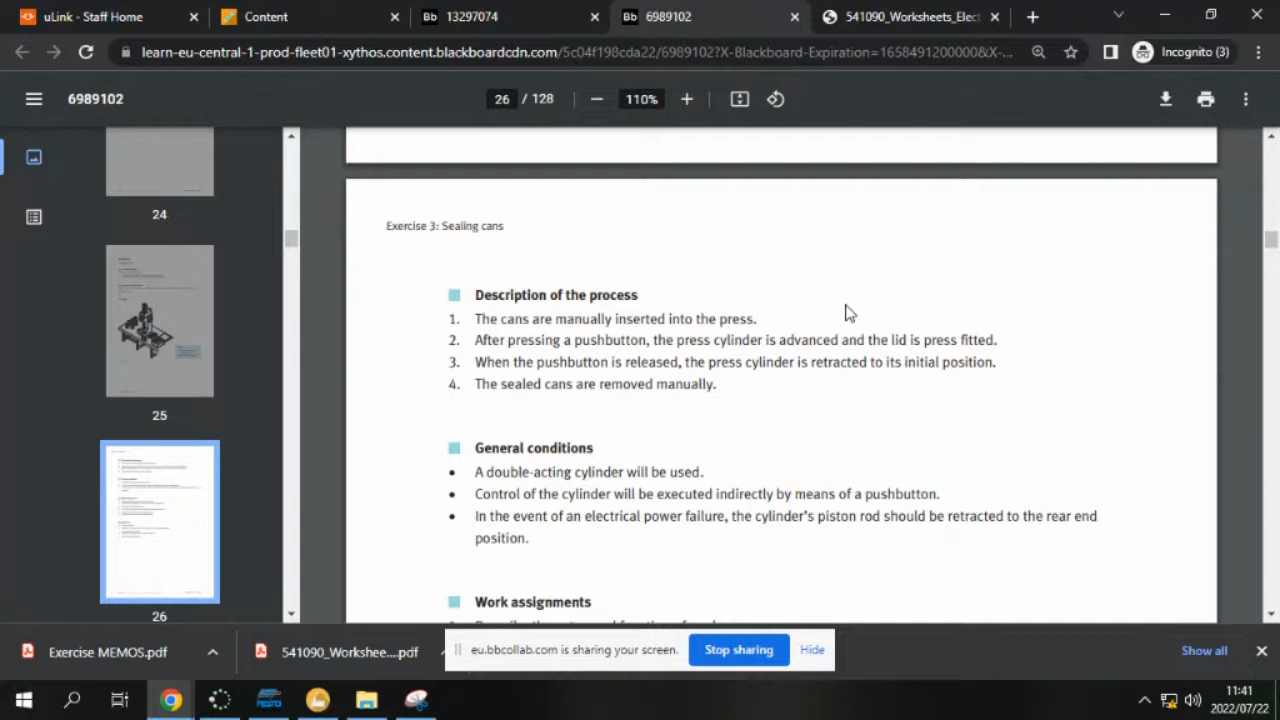 uLink - Staff Home
Content
Bb 13297074
Bb 6989102
541090_Worksheets_Elect
learn-eu-central-1-prod-fleet01-xythos.content.blackboardcdn.com/5c04f198cda22/6989102?X-Blackboard-Expiration=1658491200000&X-...
Incognito (3)
6989102
26 / 128
110%
24
25
26
Exercise 3: Sealing cans
Description of the process
1. The cans are manually inserted into the press.
2. After pressing a pushbutton, the press cylinder is advanced and the lid is press fitted.
3. When the pushbutton is released, the press cylinder is retracted to its initial position.
4. The sealed cans are removed manually.
General conditions
• A double-acting cylinder will be used.
• Control of the cylinder will be executed indirectly by means of a pushbutton.
• In the event of an electrical power failure, the cylinder's piston rod should be retracted to the rear end
position.
Work assignments
Exercise MEMOS.pdf
541090_Workshee....pdf
eu.bbcollab.com is sharing your screen.
Stop sharing
Hide
Show all
FESTO
11:41
2022/07/22